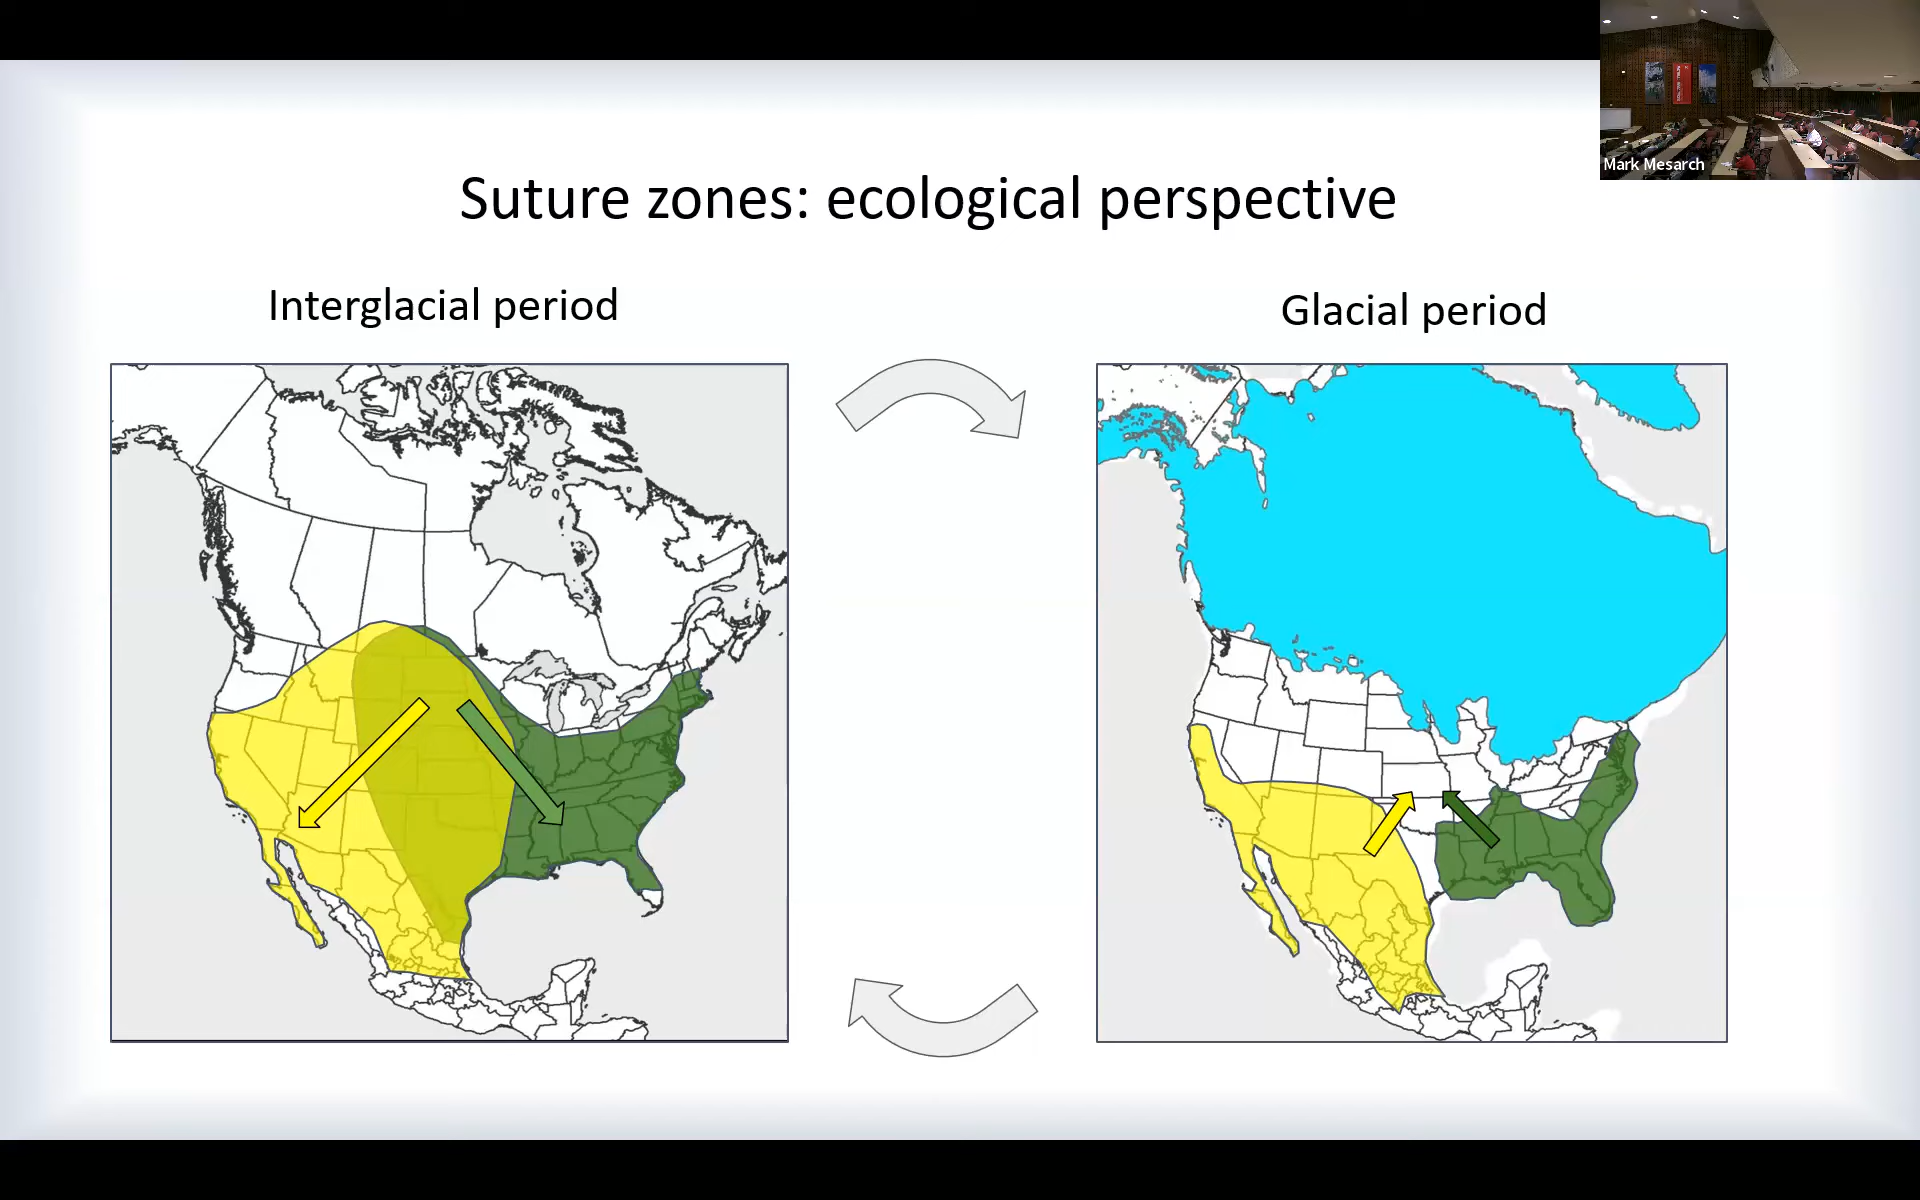 Mark Mesarch
Suture zones: ecological perspective
Interglacial period
Glacial period